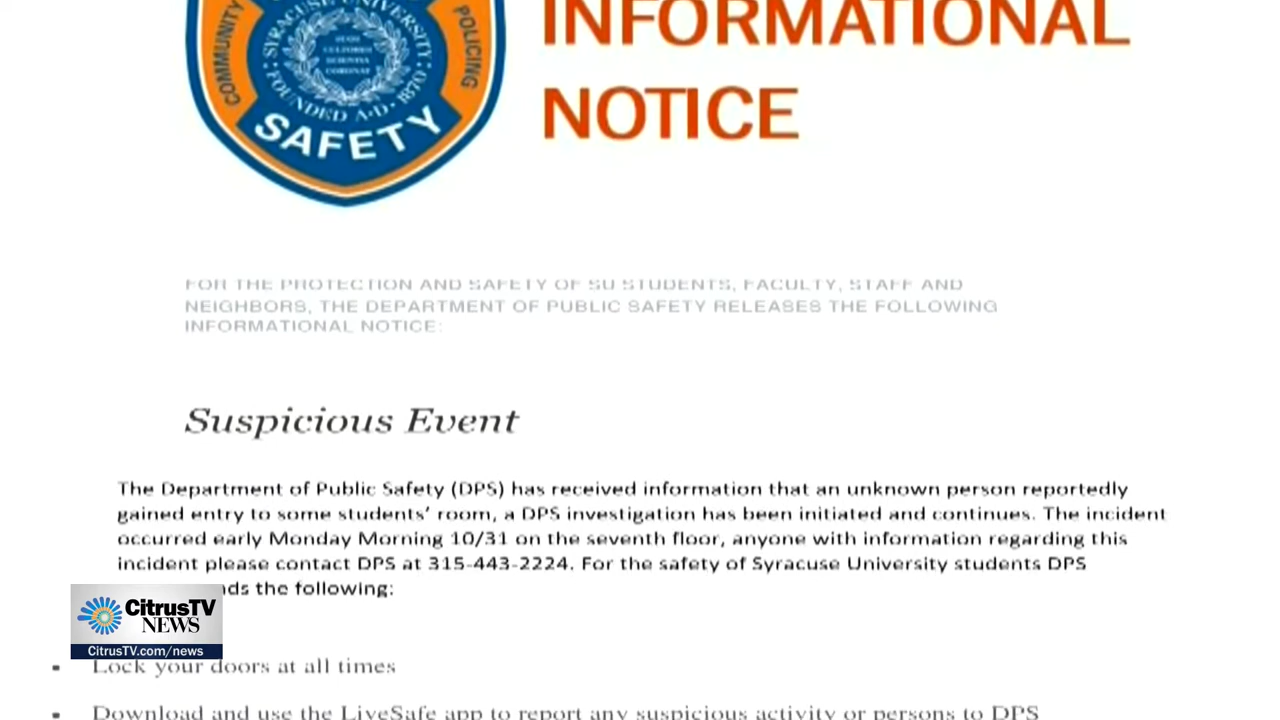 INFORMATIONAL
NOTICE
COMMUNITY
POLICING
SYRACUSE UNIVERSITY
FOUNDED A·D· 1870
SUOS
CULTORES
SCIENTIA
CORONAT
SAFETY
FOR THE PROTECTION AND SAFETY OF SU STUDENTS, FACULTY, STAFF AND
NEIGHBORS, THE DEPARTMENT OF PUBLIC SAFETY RELEASES THE FOLLOWING
INFORMATIONAL NOTICE:
Suspicious Event
The Department of Public Safety (DPS) has received information that an unknown person reportedly
gained entry to some students’ room, a DPS investigation has been initiated and continues. The incident
occurred early Monday Morning 10/31 on the seventh floor, anyone with information regarding this
incident please contact DPS at 315-443-2224. For the safety of Syracuse University students DPS
nds the following:
CitrusTV
NEWS
CitrusTV.com/news
▪ Lock your doors at all times
▪ Download and use the LiveSafe app to report any suspicious activity or persons to DPS